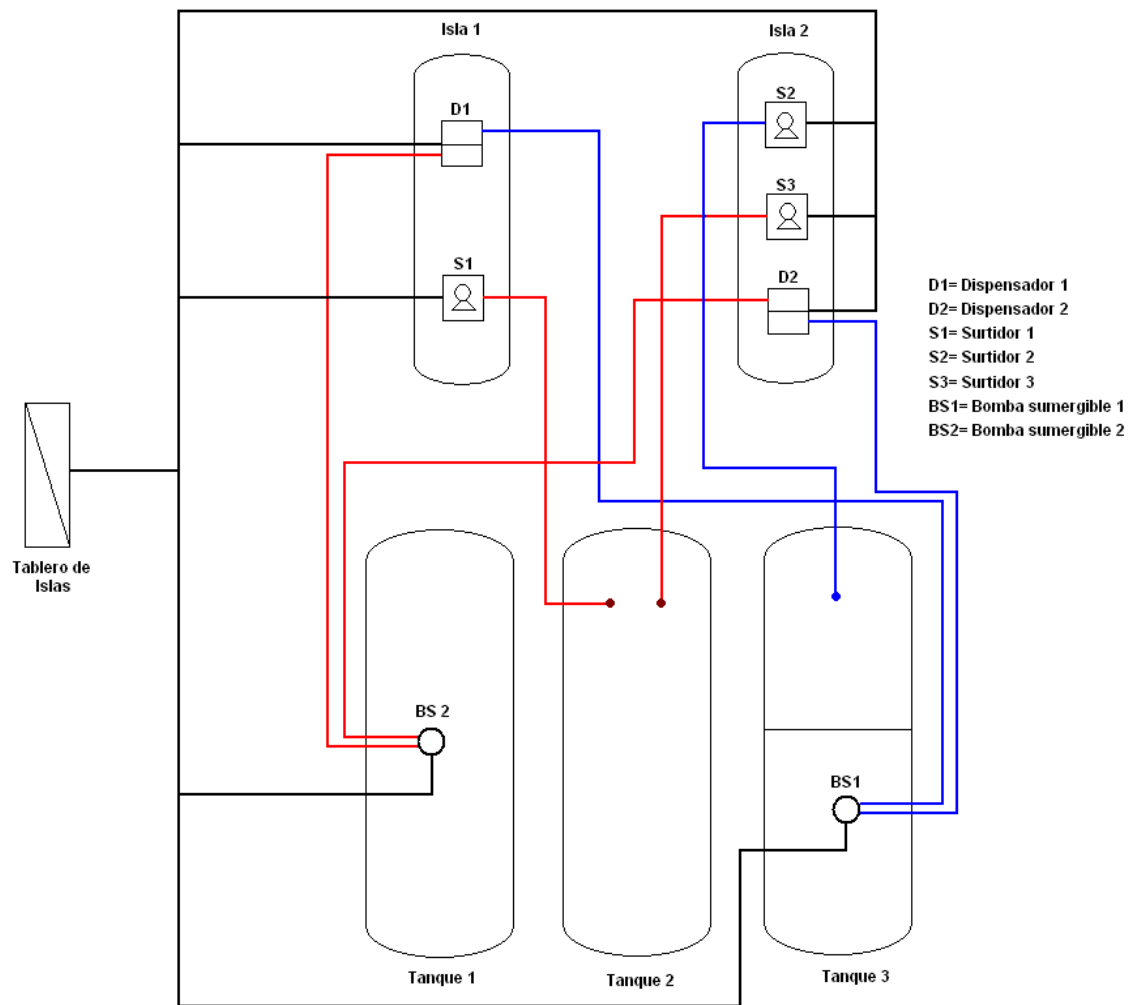 Isla 1
Isla 2
D1
S1
S2
S3
D2
D1= Dispensador 1
D2= Dispensador 2
S1= Surtidor 1
S2= Surtidor 2
S3= Surtidor 3
BS1= Bomba sumergible 1
BS2= Bomba sumergible 2
Tablero de
Islas
BS 2
BS1
Tanque 1
Tanque 2
Tanque 3